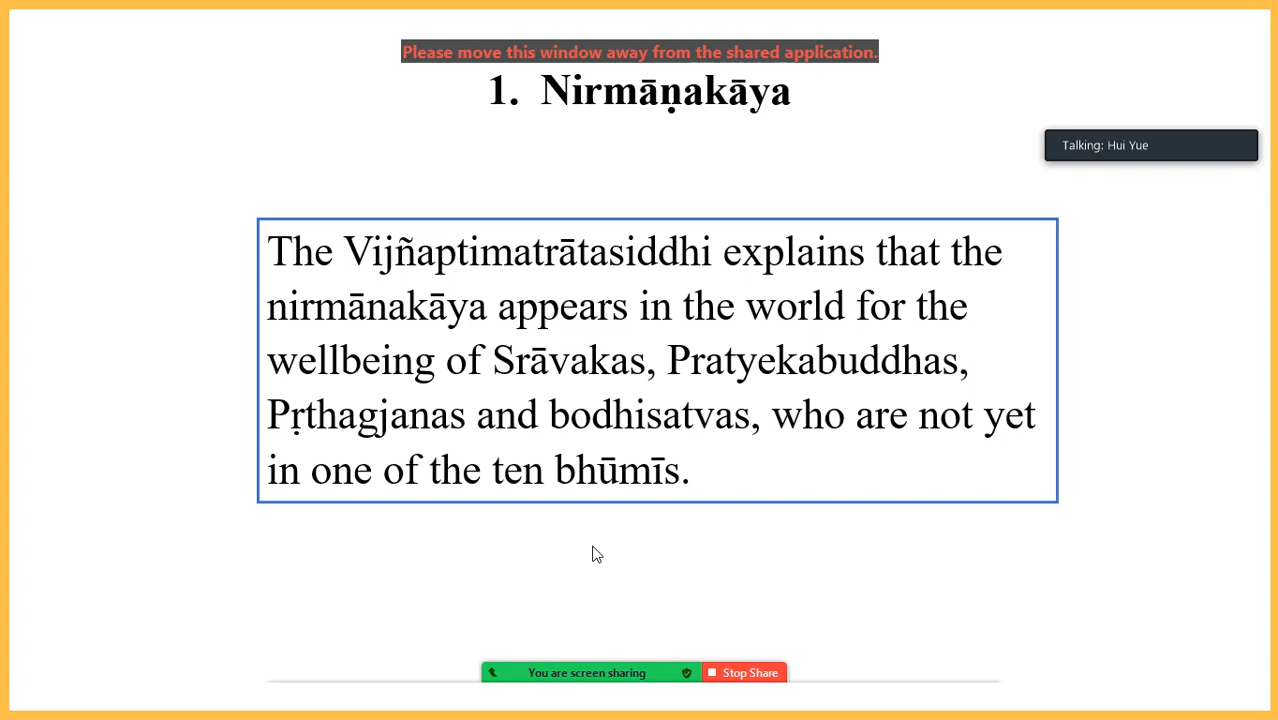 Please move this window away from the shared application.
1. Nirmāṇakāya
Talking: Hui Yue
The Vijñaptimatrātasiddhi explains that the
nirmānakāya appears in the world for the
wellbeing of Srāvakas, Pratyekabuddhas,
Pṛthagjanas and bodhisatvas, who are not yet
in one of the ten bhūmīs.
You are screen sharing
Stop Share